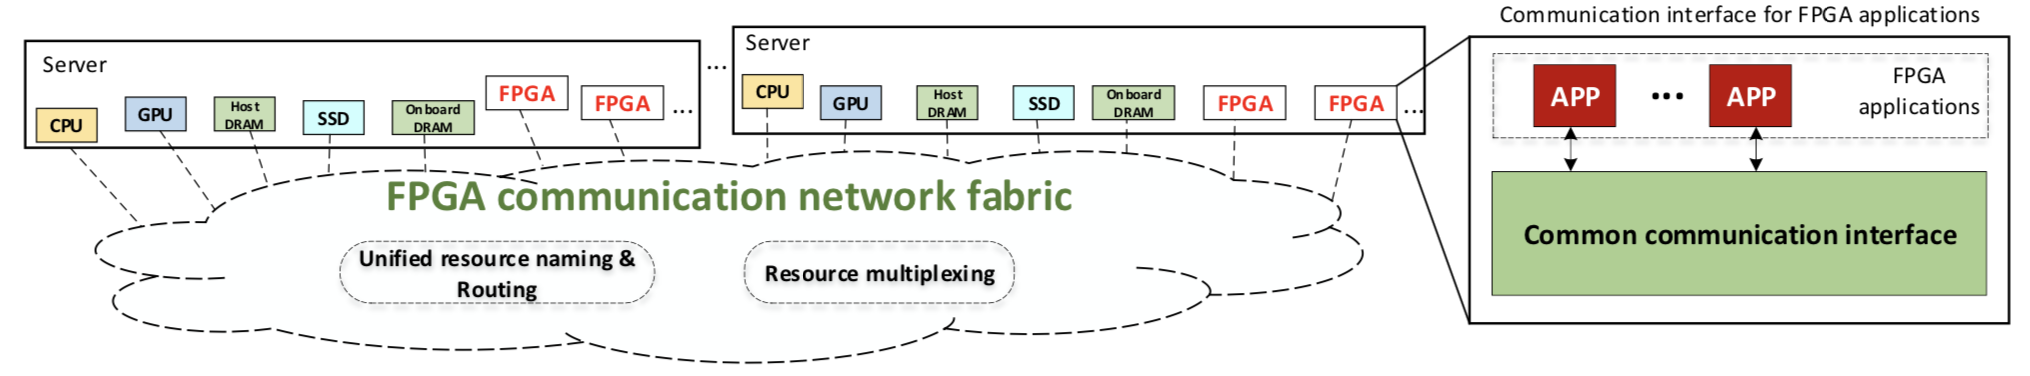 Communication interface for FPGA applications
Server
CPU
GPU
Host
DRAM
SSD
Onboard
DRAM
FPGA
FPGA
...
...
Server
CPU
GPU
Host
DRAM
SSD
Onboard
DRAM
FPGA
FPGA
...
APP
...
APP
FPGA
applications
Common communication interface
FPGA communication network fabric
Unified resource naming &
Routing
Resource multiplexing